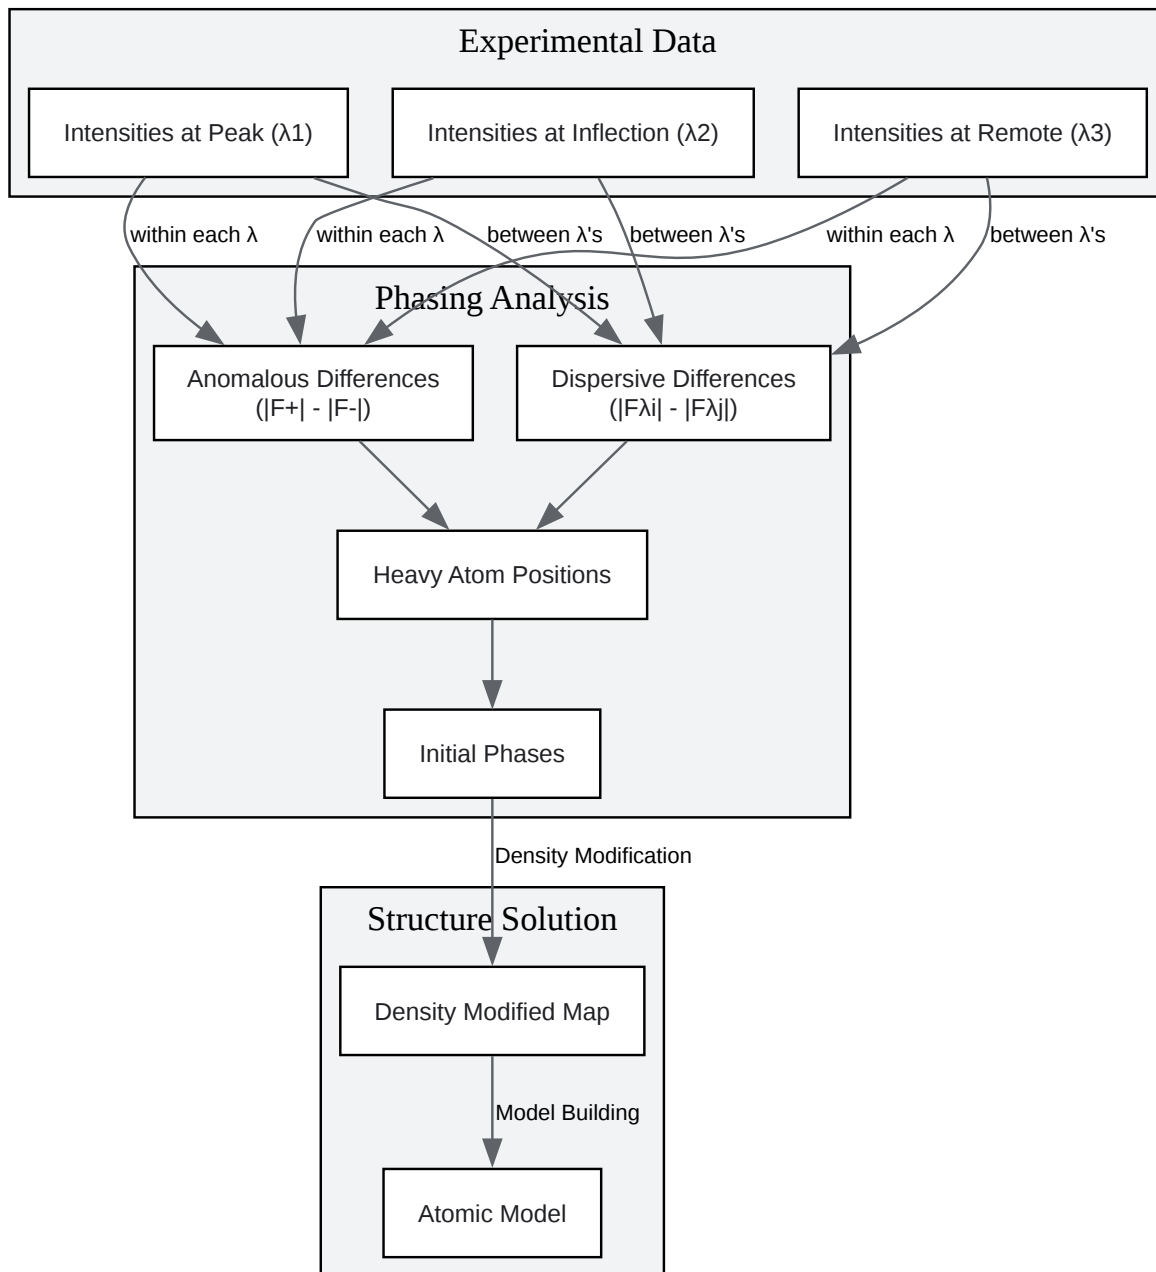 Experimental Data
Intensities at Peak (λ1)
Intensities at Inflection (λ2)
Intensities at Remote (λ3)
within each λ
within each λ
between λ's
between λ's
within each λ
between λ's
Phasing Analysis
Anomalous Differences
(|F+| - |F-|)
Dispersive Differences
(|Fλi| - |Fλj|)
Heavy Atom Positions
Initial Phases
Density Modification
Structure Solution
Density Modified Map
Model Building
Atomic Model